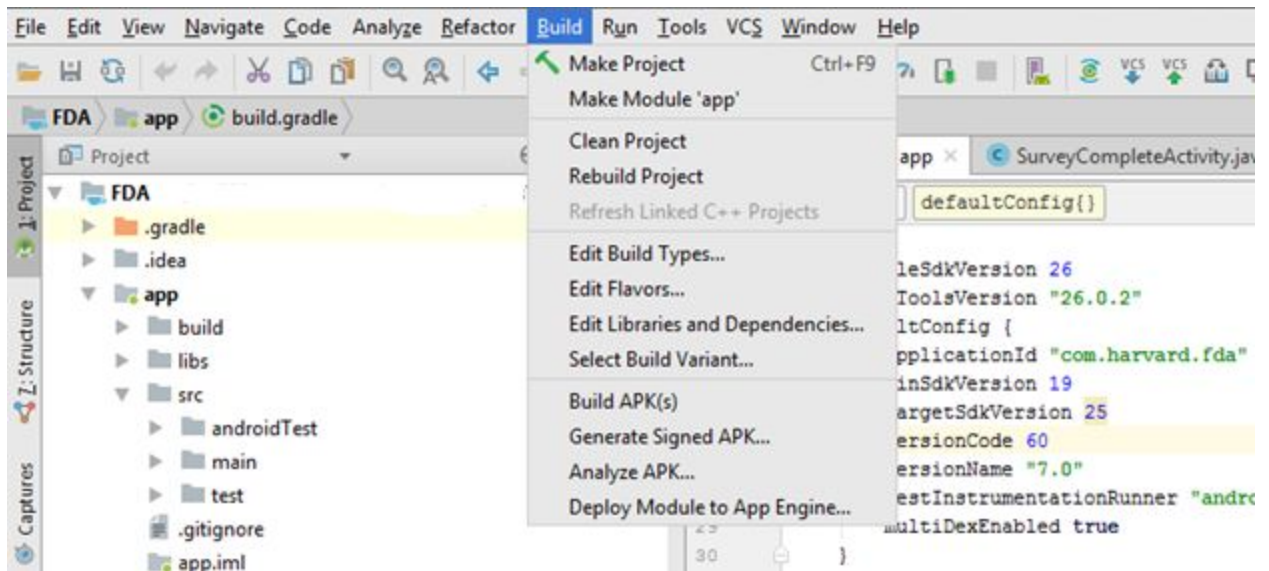 File Edit View Navigate Code Analyze Refactor Build Run Tools VCS Window Help
VCS VCS
FDA app build.gradle
Project
app SurveyCompleteActivity.jav
1: Project
Z: Structure
Captures
FDA
.gradle
.idea
app
build
libs
src
androidTest
main
test
.gitignore
app.iml
Make Project Ctrl+F9
Make Module 'app'
Clean Project
Rebuild Project
Refresh Linked C++ Projects
Edit Build Types...
Edit Flavors...
Edit Libraries and Dependencies...
Select Build Variant...
Build APK(s)
Generate Signed APK...
Analyze APK...
Deploy Module to App Engine...
defaultConfig{}
leSdkVersion 26
ToolsVersion "26.0.2"
ltConfig {
pplicationId "com.harvard.fda"
inSdkVersion 19
argetSdkVersion 25
ersionCode 60
ersionName "7.0"
estInstrumentationRunner "andro
29 multiDexEnabled true
30 }